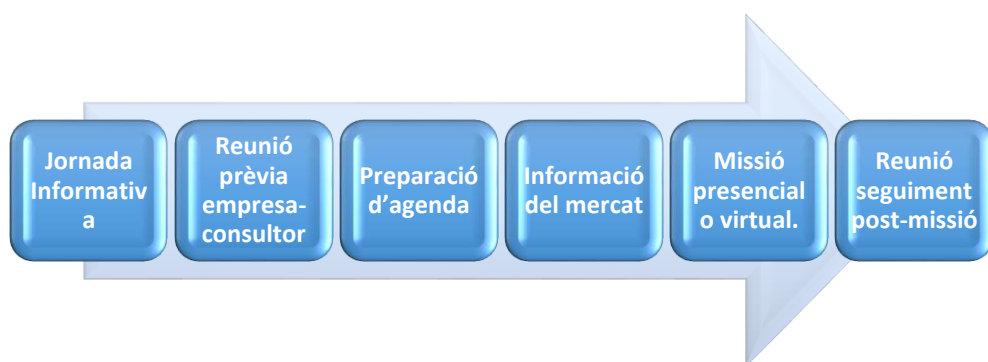 Jornada
Informativ
a
Reunió
prèvia
empresa-
consultor
Preparació
d'agenda
Informació
del mercat
Missió
presencial
o virtual.
Reunió
seguiment
post-missió